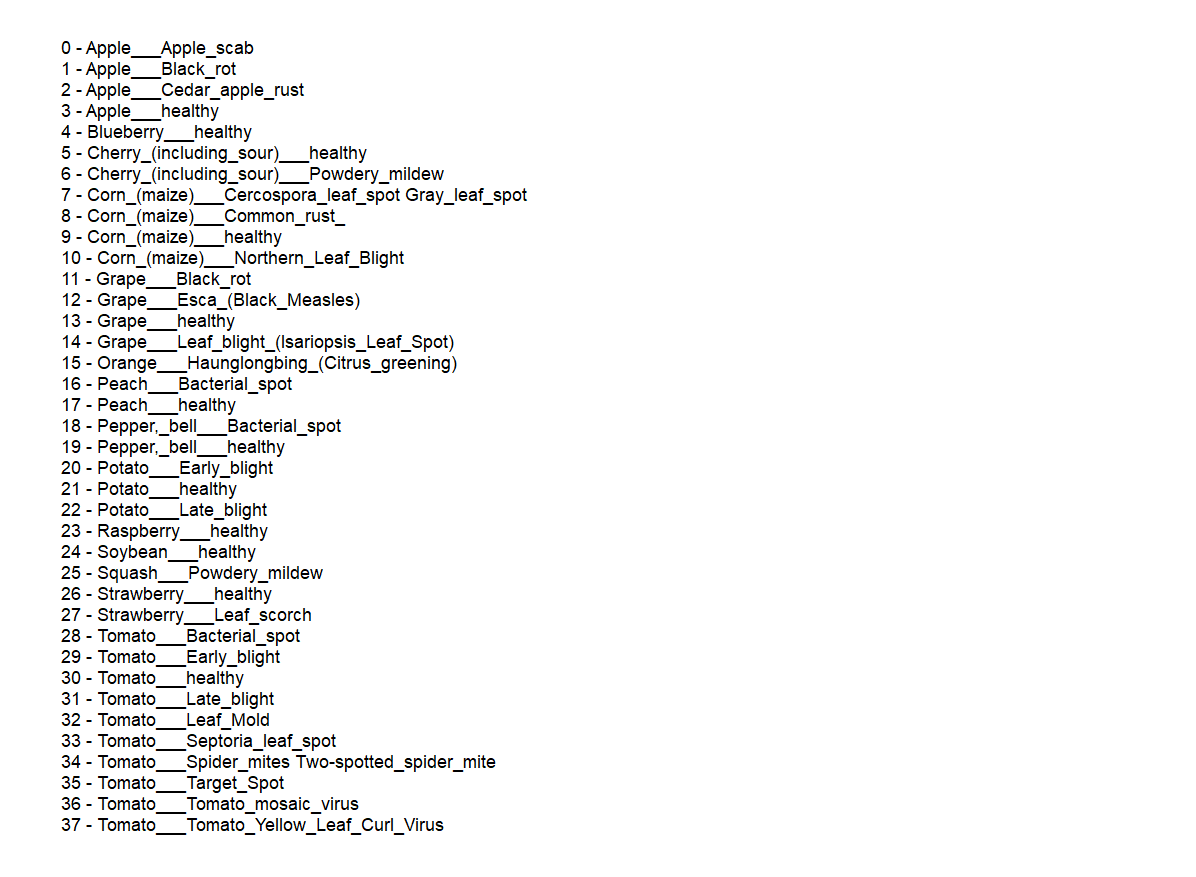 0 - Apple___Apple_scab
1 - Apple___Black_rot
2 - Apple___Cedar_apple_rust
3 - Apple___healthy
4 - Blueberry___healthy
5 - Cherry_(including_sour)___healthy
6 - Cherry_(including_sour)___Powdery_mildew
7 - Corn_(maize)___Cercospora_leaf_spot Gray_leaf_spot
8 - Corn_(maize)___Common_rust_
9 - Corn_(maize)___healthy
10 - Corn_(maize)___Northern_Leaf_Blight
11 - Grape___Black_rot
12 - Grape___Esca_(Black_Measles)
13 - Grape___healthy
14 - Grape___Leaf_blight_(Isariopsis_Leaf_Spot)
15 - Orange___Haunglongbing_(Citrus_greening)
16 - Peach___Bacterial_spot
17 - Peach___healthy
18 - Pepper,_bell___Bacterial_spot
19 - Pepper,_bell___healthy
20 - Potato___Early_blight
21 - Potato___healthy
22 - Potato___Late_blight
23 - Raspberry___healthy
24 - Soybean___healthy
25 - Squash___Powdery_mildew
26 - Strawberry___healthy
27 - Strawberry___Leaf_scorch
28 - Tomato___Bacterial_spot
29 - Tomato___Early_blight
30 - Tomato___healthy
31 - Tomato___Late_blight
32 - Tomato___Leaf_Mold
33 - Tomato___Septoria_leaf_spot
34 - Tomato___Spider_mites Two-spotted_spider_mite
35 - Tomato___Target_Spot
36 - Tomato___Tomato_mosaic_virus
37 - Tomato___Tomato_Yellow_Leaf_Curl_Virus